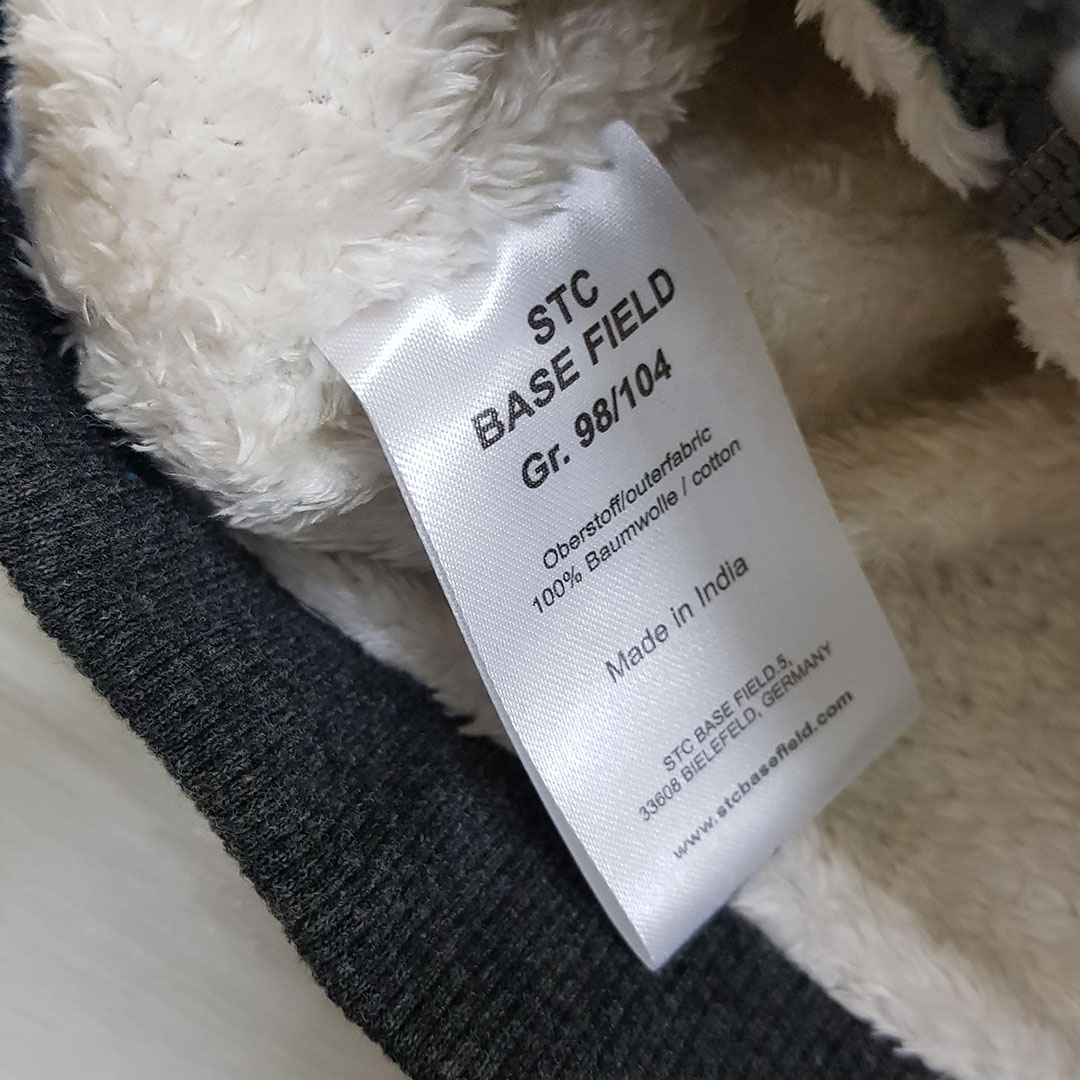 STC
BASE FIELD
Gr. 98/104
Oberstoff/outerfabric
100% Baumwolle / cotton
Made in India
STC BASE FIELD.5,
33608 BIELEFELD, GERMANY
www.stcbasefield.com